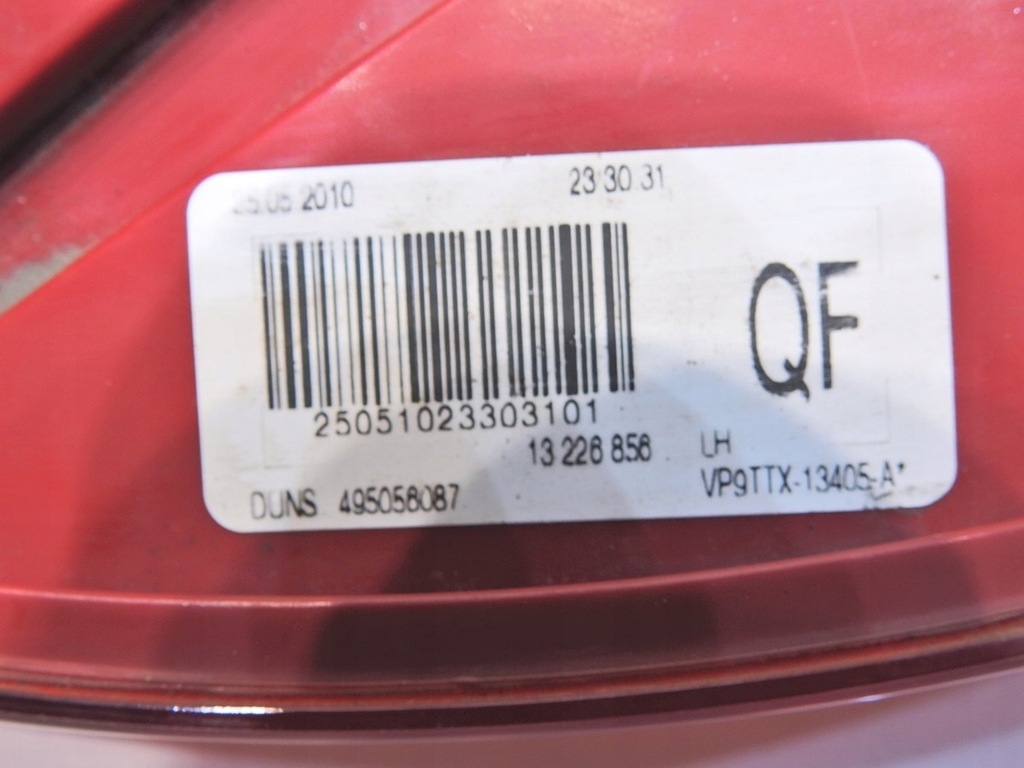 25.05.2010 23:30:31
QF
25051023303101
13 226 856 LH
VP9TTX-13405-A*
DUNS 495056087